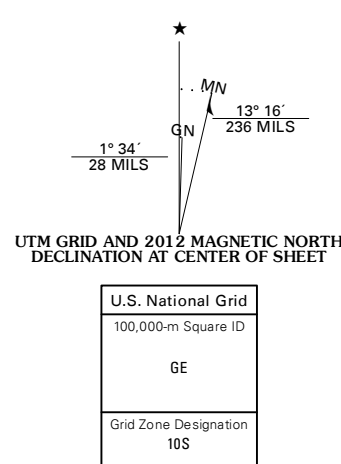 MN
13° 16´
236 MILS
GN
1° 34´
28 MILS
UTM GRID AND 2012 MAGNETIC NORTH
DECLINATION AT CENTER OF SHEET
U.S. National Grid
100,000-m Square ID
GE
Grid Zone Designation
10S